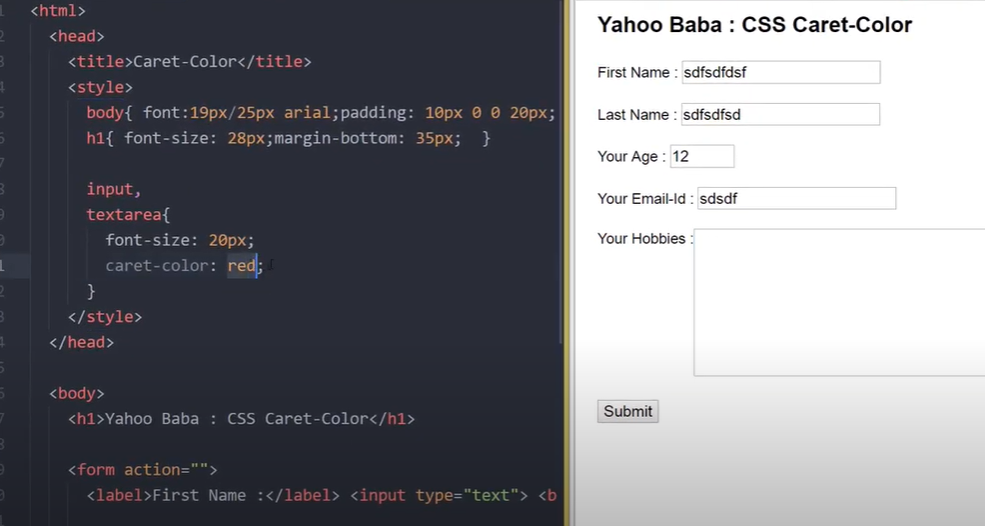 <html>
<head>
<title>Caret-Color</title>
<style>
body{ font:19px/25px arial;padding: 10px 0 0 20px;
h1{ font-size: 28px;margin-bottom: 35px;  }
input,
textarea{
font-size: 20px;
caret-color: red;
}
</style>
</head>
<body>
<h1>Yahoo Baba : CSS Caret-Color</h1>
<form action="">
<label>First Name :</label> <input type="text"> <b
Yahoo Baba : CSS Caret-Color
First Name : sdfsdfdsf
Last Name : sdfsdfsd
Your Age : 12
Your Email-Id : sdsdf
Your Hobbies :
Submit